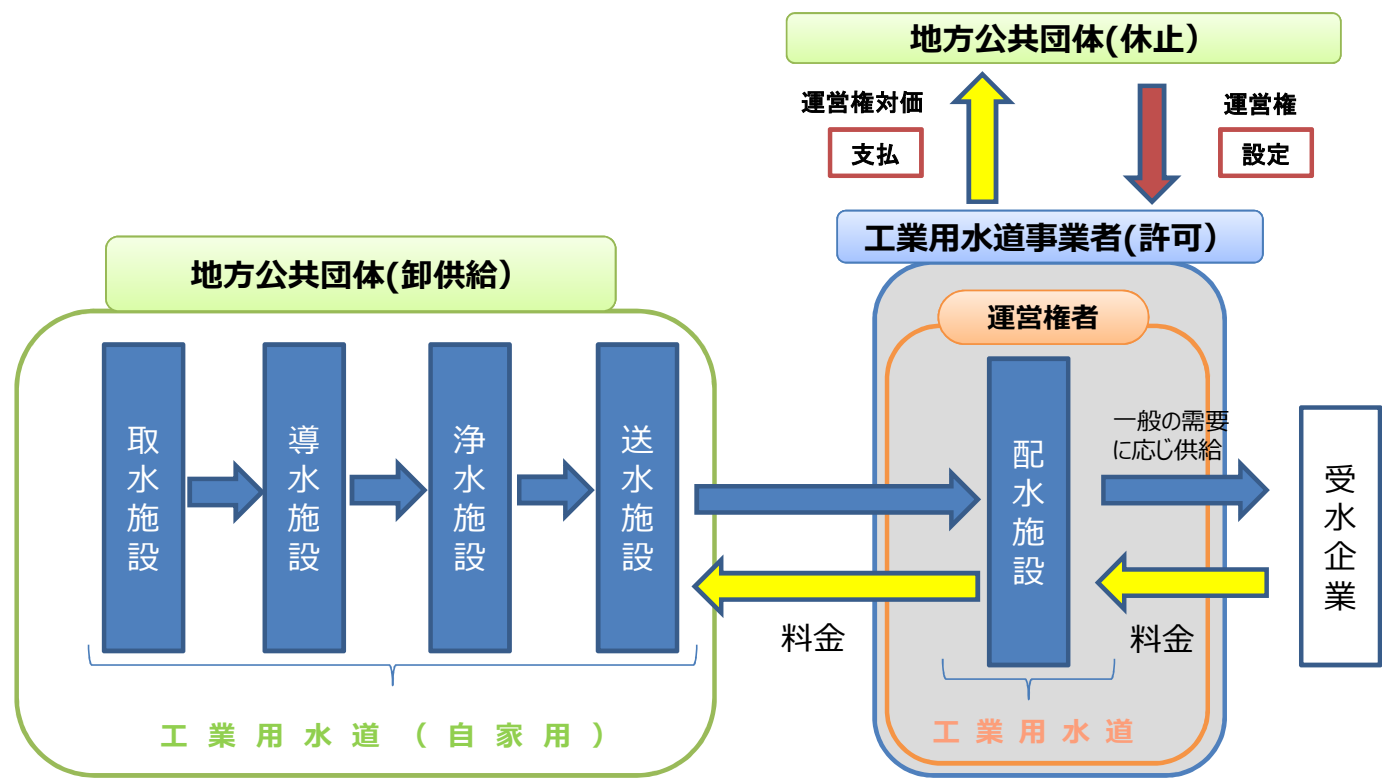 地方公共団体(休止）
運営権対価
支払
運営権
設定
工業用水道事業者(許可）
地方公共団体(卸供給）
運営権者
取水施設
導水施設
浄水施設
送水施設
配水施設
一般の需要
に応じ供給
受水企業
料金
料金
工業用水道（自家用）
工業用水道